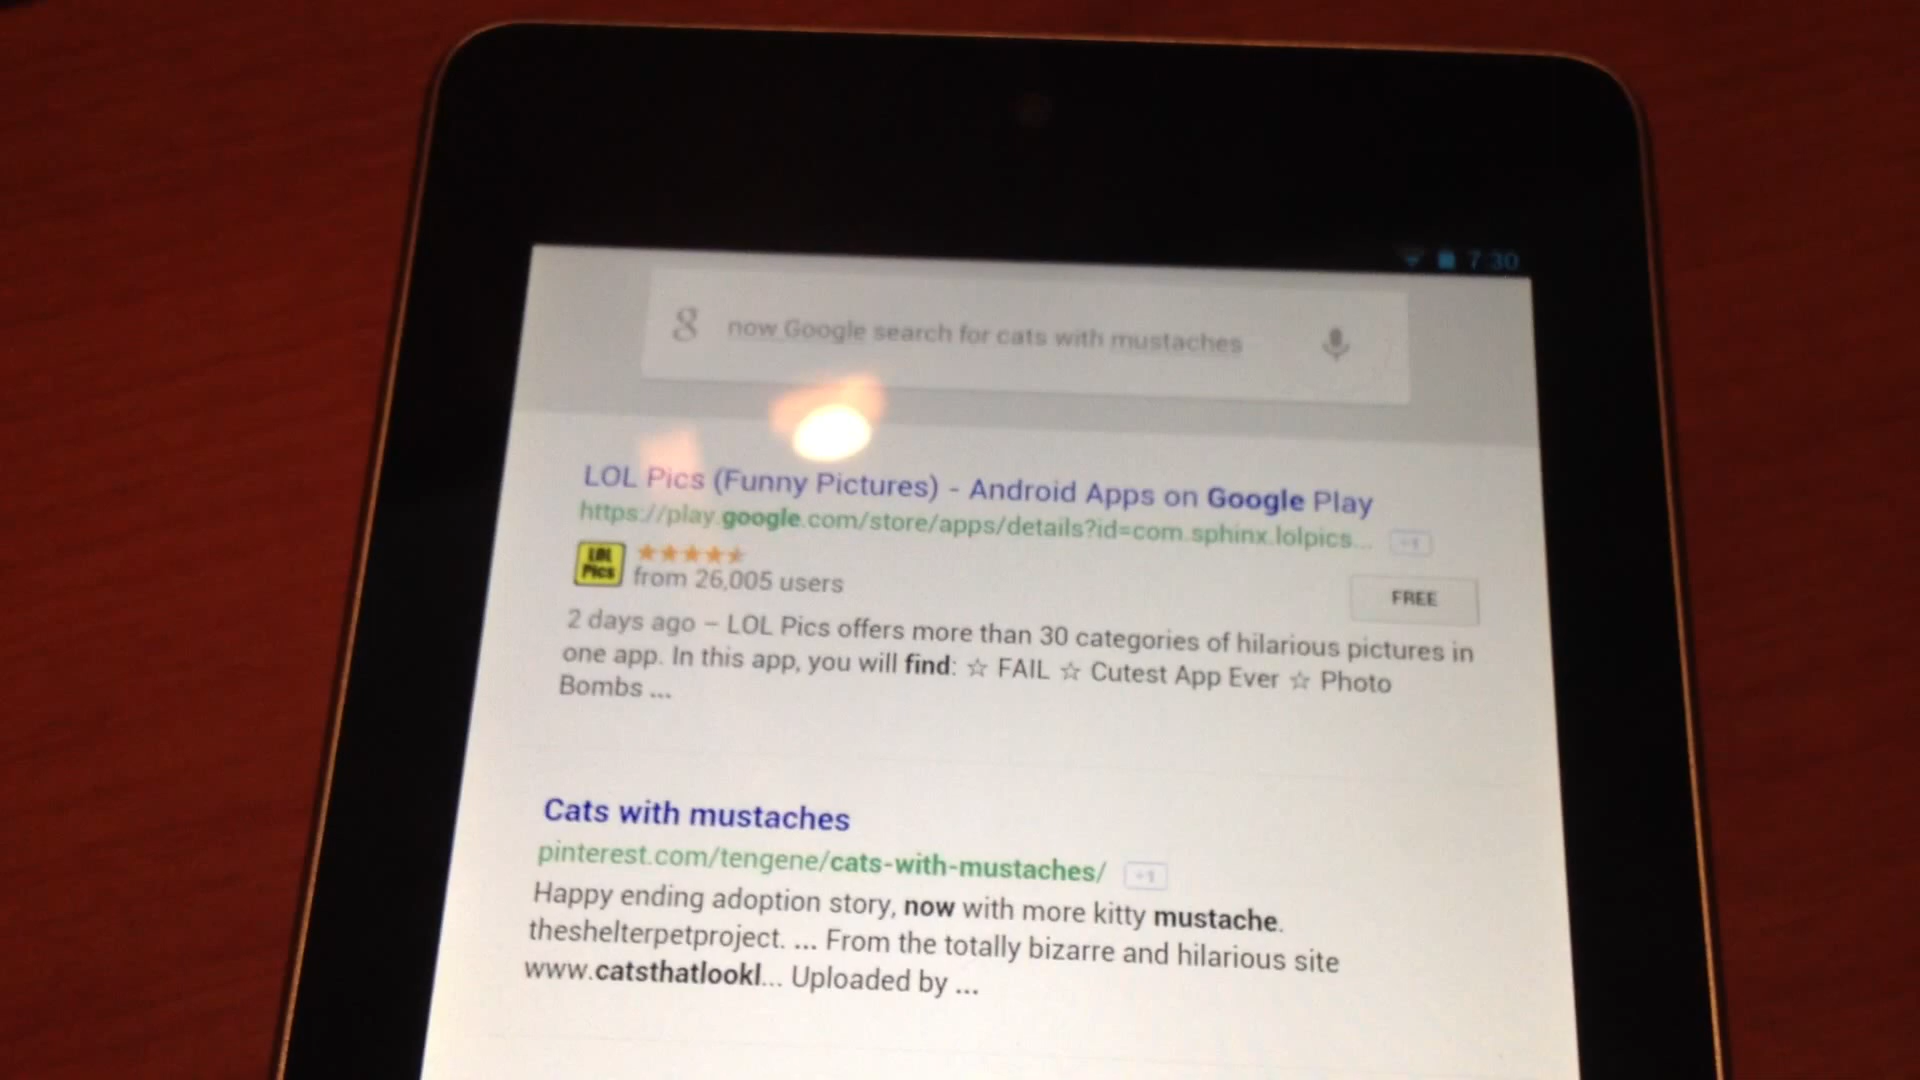 7:30
g now Google search for cats with mustaches
LOL Pics (Funny Pictures) - Android Apps on Google Play
https://play.google.com/store/apps/details?id=com.sphinx.lolpics... +1
LOL
Pics
from 26,005 users
FREE
2 days ago – LOL Pics offers more than 30 categories of hilarious pictures in
one app. In this app, you will find: ☆ FAIL ☆ Cutest App Ever ☆ Photo
Bombs ...
Cats with mustaches
pinterest.com/tengene/cats-with-mustaches/ +1
Happy ending adoption story, now with more kitty mustache.
theshelterpetproject. ... From the totally bizarre and hilarious site
www.catsthatlookl... Uploaded by ...